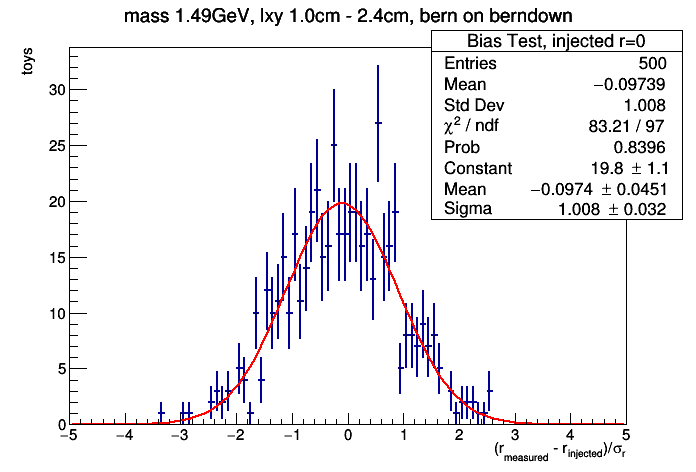 mass 1.49GeV, lxy 1.0cm - 2.4cm, bern on berndown
toys
Bias Test, injected r=0
Entries 500
Mean −0.09739
Std Dev 1.008
χ² / ndf 83.21 / 97
Prob 0.8396
Constant 19.8 ± 1.1
Mean −0.0974 ± 0.0451
Sigma 1.008 ± 0.032
30
25
20
15
10
5
0
−5 −4 −3 −2 −1 0 1 2 3 4 5
(r_measured - r_injected)/σ_r